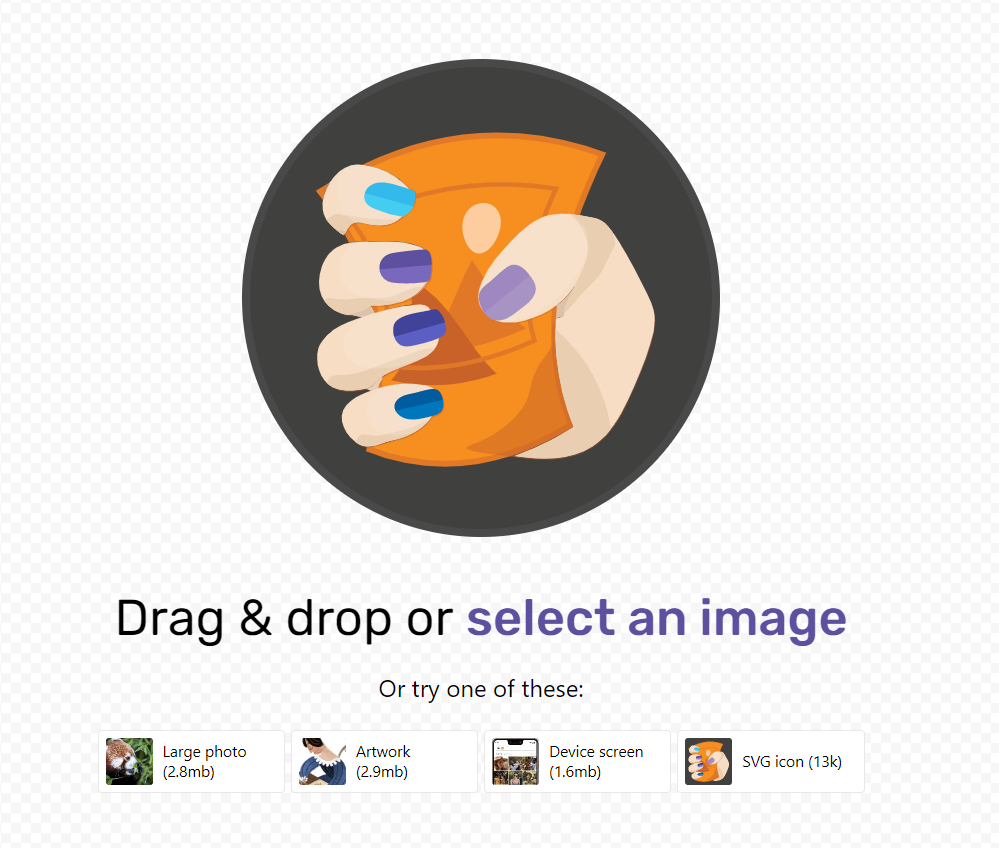 Drag & drop or select an image
Or try one of these:
Large photo
(2.8mb)
Artwork
(2.9mb)
Device screen
(1.6mb)
SVG icon (13k)